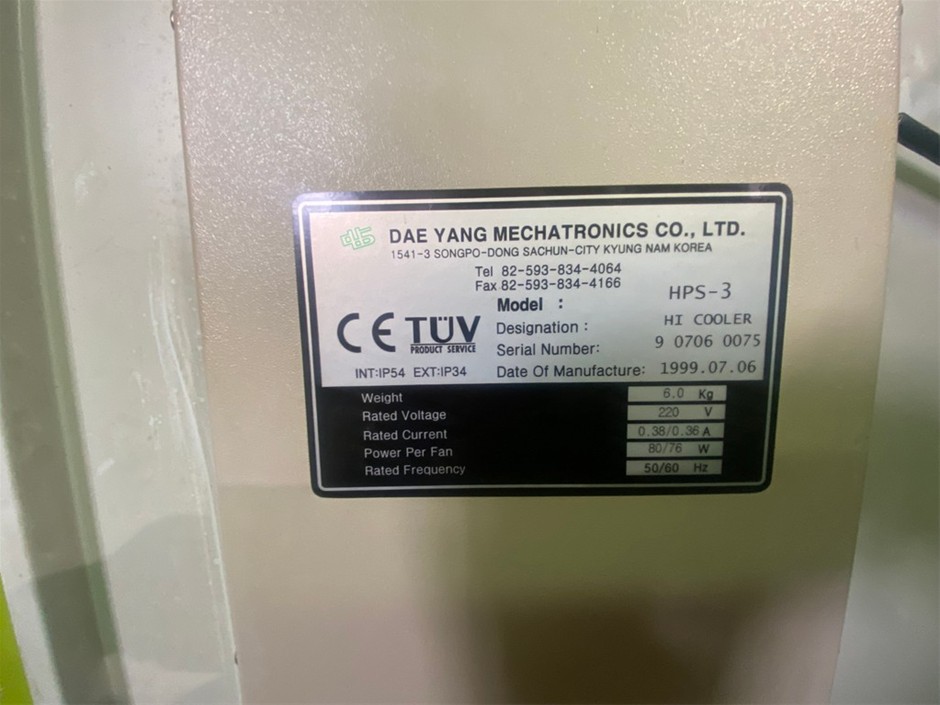 DAE YANG MECHATRONICS CO., LTD.
1541-3 SONGPO-DONG SACHUN-CITY KYUNG NAM KOREA
Tel 82-593-834-4064
Fax 82-593-834-4166
Model : HPS-3
Designation : HI COOLER
Serial Number: 9 0706 0075
Date Of Manufacture: 1999.07.06
CE TÜV
PRODUCT SERVICE
INT:IP54 EXT:IP34
Weight 6.0 Kg
Rated Voltage 220 V
Rated Current 0.38/0.36 A
Power Per Fan 80/76 W
Rated Frequency 50/60 Hz